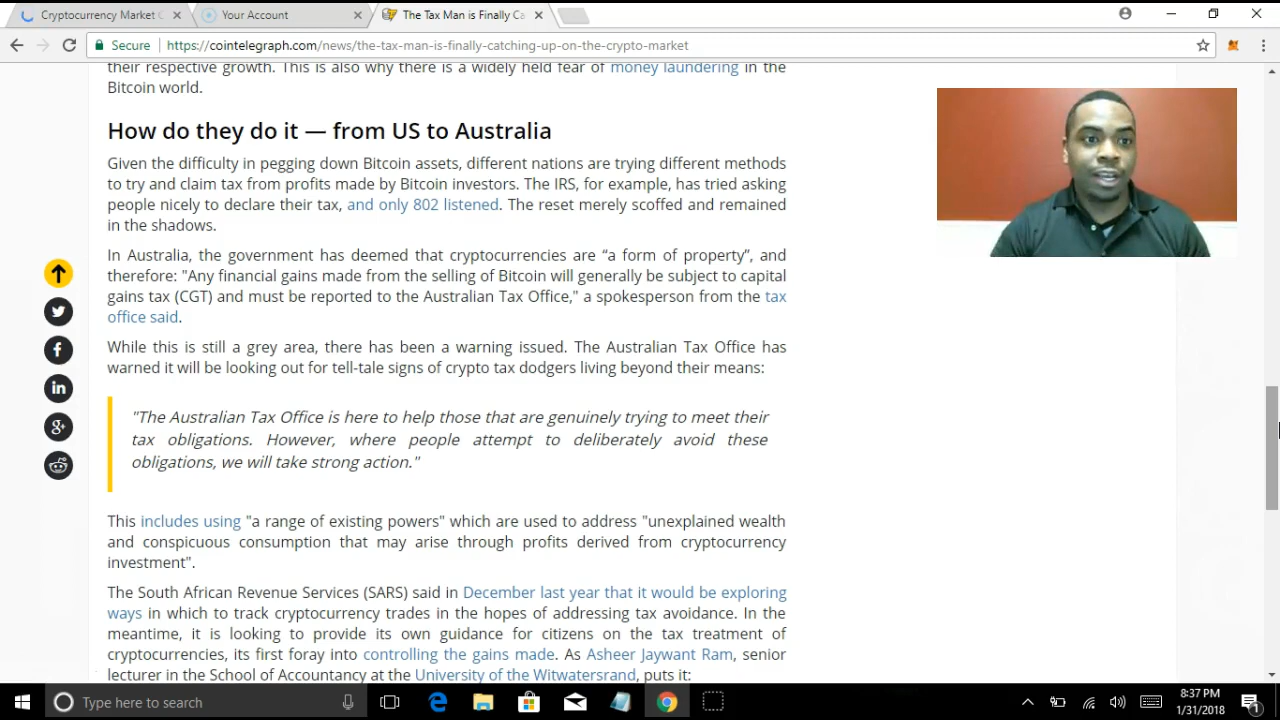 Cryptocurrency Market C
Your Account
The Tax Man is Finally Ca
Secure
https://cointelegraph.com/news/the-tax-man-is-finally-catching-up-on-the-crypto-market
their respective growth. This is also why there is a widely held fear of money laundering in the
Bitcoin world.
How do they do it — from US to Australia
Given the difficulty in pegging down Bitcoin assets, different nations are trying different methods
to try and claim tax from profits made by Bitcoin investors. The IRS, for example, has tried asking
people nicely to declare their tax, and only 802 listened. The reset merely scoffed and remained
in the shadows.
In Australia, the government has deemed that cryptocurrencies are “a form of property”, and
therefore: "Any financial gains made from the selling of Bitcoin will generally be subject to capital
gains tax (CGT) and must be reported to the Australian Tax Office," a spokesperson from the tax
office said.
While this is still a grey area, there has been a warning issued. The Australian Tax Office has
warned it will be looking out for tell-tale signs of crypto tax dodgers living beyond their means:
"The Australian Tax Office is here to help those that are genuinely trying to meet their
tax obligations. However, where people attempt to deliberately avoid these
obligations, we will take strong action."
This includes using "a range of existing powers" which are used to address "unexplained wealth
and conspicuous consumption that may arise through profits derived from cryptocurrency
investment".
The South African Revenue Services (SARS) said in December last year that it would be exploring
ways in which to track cryptocurrency trades in the hopes of addressing tax avoidance. In the
meantime, it is looking to provide its own guidance for citizens on the tax treatment of
cryptocurrencies, its first foray into controlling the gains made. As Asheer Jaywant Ram, senior
lecturer in the School of Accountancy at the University of the Witwatersrand, puts it:
Type here to search
8:37 PM
1/31/2018